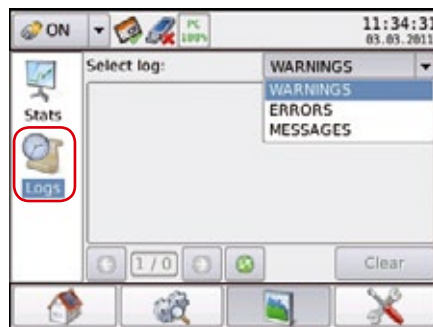 ON
PC
100%
11:34:31
03.03.2011
Stats
Logs
Select log:
WARNINGS
WARNINGS
ERRORS
MESSAGES
1 / 0
Clear